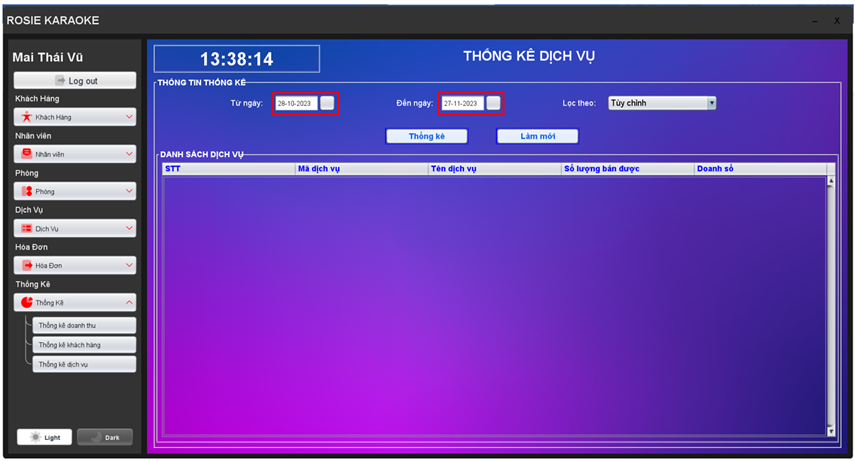 ROSIE KARAOKE
– X
Mai Thái Vũ
Log out
Khách Hàng
Khách Hàng
Nhân viên
Nhân viên
Phòng
Phòng
Dịch Vụ
Dịch Vụ
Hóa Đơn
Hóa Đơn
Thống Kê
Thống Kê
Thống kê doanh thu
Thống kê khách hàng
Thống kê dịch vụ
Light Dark
13:38:14
THỐNG KÊ DỊCH VỤ
THÔNG TIN THỐNG KÊ
Từ ngày: 28-10-2023 Đến ngày: 27-11-2023 Lọc theo: Tùy chỉnh
Thống kê Làm mới
DANH SÁCH DỊCH VỤ
STT Mã dịch vụ Tên dịch vụ Số lượng bán được Doanh số